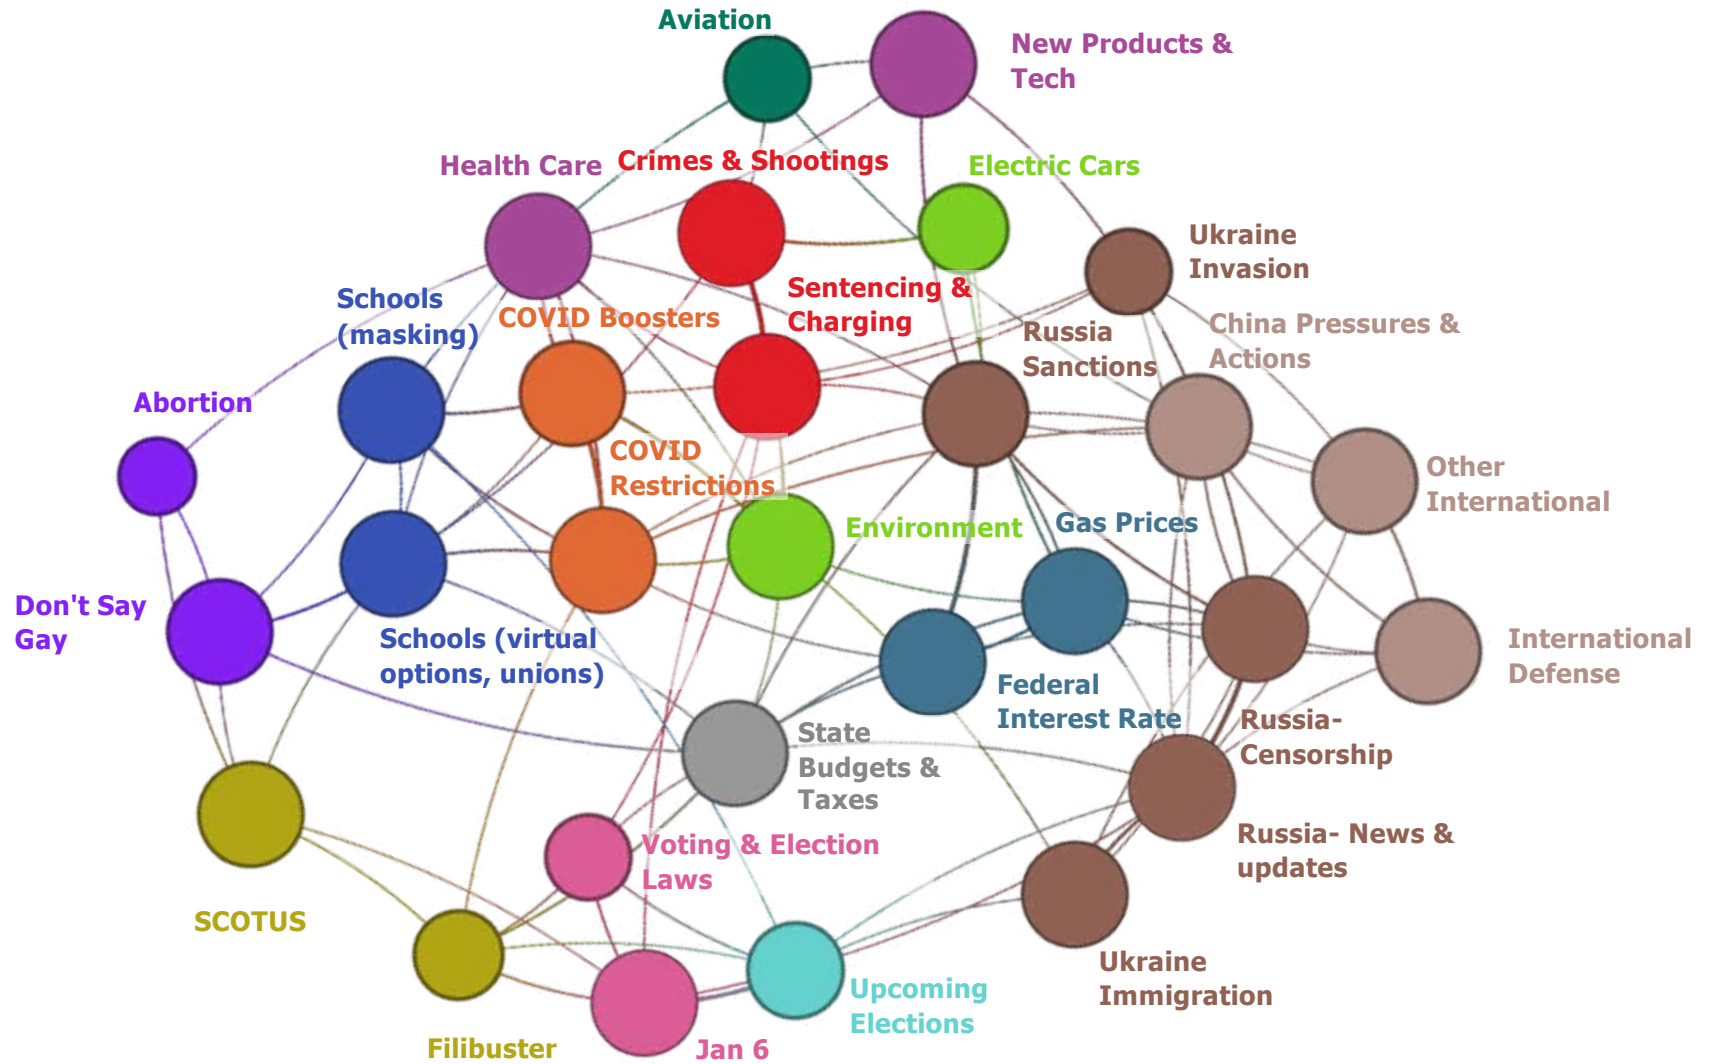 Aviation
New Products &
Tech
Health Care
Crimes & Shootings
Electric Cars
Ukraine
Invasion
Schools
(masking)
COVID Boosters
Sentencing &
Charging
Russia
Sanctions
China Pressures &
Actions
Abortion
COVID
Restrictions
Other
International
Environment
Gas Prices
Don't Say
Gay
Schools (virtual
options, unions)
International
Defense
Federal
Interest Rate
State
Budgets &
Taxes
Russia-
Censorship
Voting & Election
Laws
Russia- News &
updates
SCOTUS
Ukraine
Immigration
Upcoming
Elections
Filibuster
Jan 6